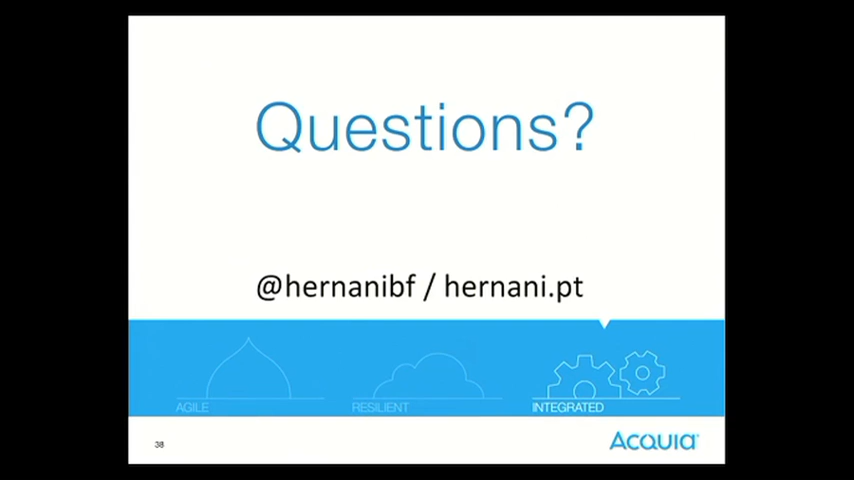 Questions?
@hernanibf / hernani.pt
AGILE
RESILIENT
INTEGRATED
38
Acquia